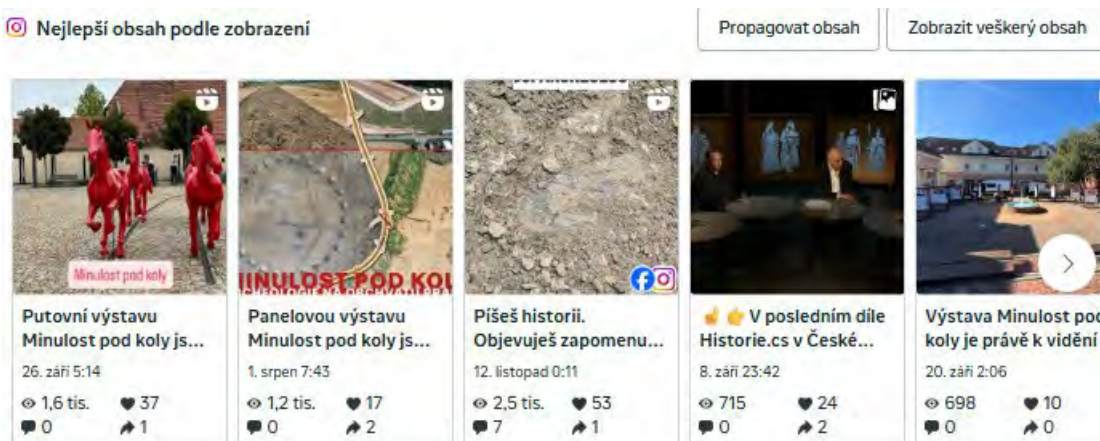 Nejlepší obsah podle zobrazení
Propagovat obsah
Zobrazit veškerý obsah
Minulost pod koly
Putovní výstavu
Minulost pod koly js...
26. září 5:14
1,6 tis. 37
0 1
MINULOST POD KOL
Panelovou výstavu
Minulost pod koly js...
1. srpen 7:43
1,2 tis. 17
0 2
Píšeš historii.
Objevuješ zapomenu...
12. listopad 0:11
2,5 tis. 53
7 1
☝️ 👉 V posledním díle
Historie.cs v České...
8. září 23:42
715 24
0 2
Výstava Minulost pod
koly je právě k vidění
20. září 2:06
698 10
0 0